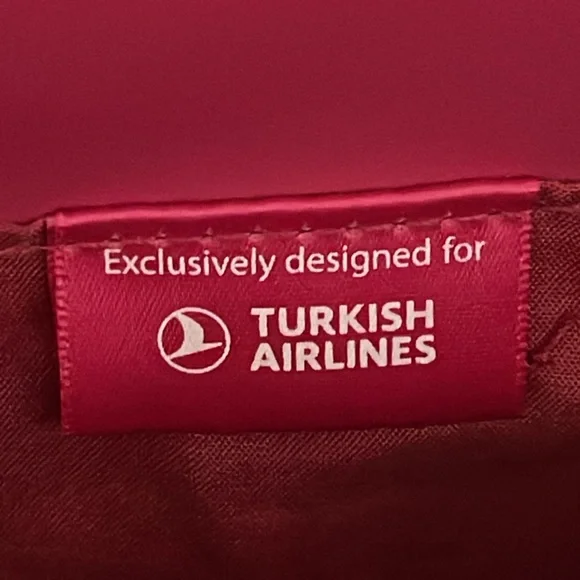 Exclusively designed for
TURKISH
AIRLINES